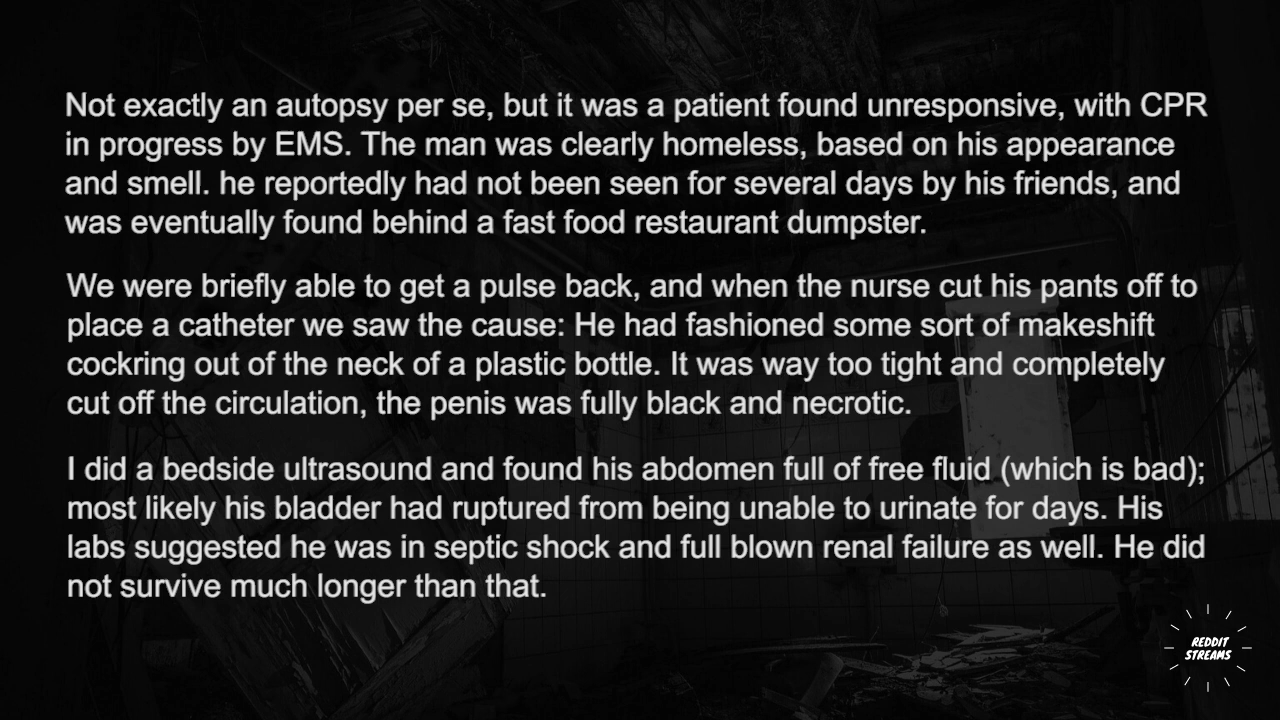 Not exactly an autopsy per se, but it was a patient found unresponsive, with CPR
in progress by EMS. The man was clearly homeless, based on his appearance
and smell. he reportedly had not been seen for several days by his friends, and
was eventually found behind a fast food restaurant dumpster.
We were briefly able to get a pulse back, and when the nurse cut his pants off to
place a catheter we saw the cause: He had fashioned some sort of makeshift
cockring out of the neck of a plastic bottle. It was way too tight and completely
cut off the circulation, the penis was fully black and necrotic.
I did a bedside ultrasound and found his abdomen full of free fluid (which is bad);
most likely his bladder had ruptured from being unable to urinate for days. His
labs suggested he was in septic shock and full blown renal failure as well. He did
not survive much longer than that.
REDDIT
STREAMS